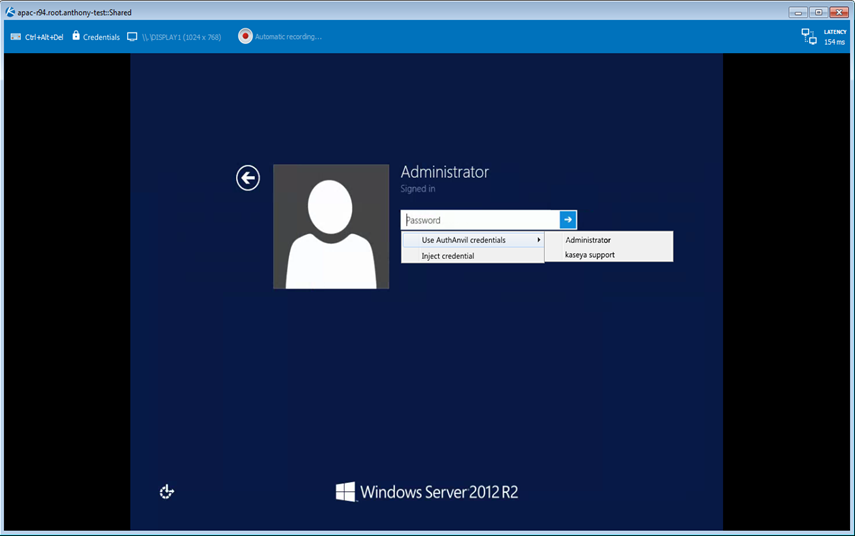 apac-r94.root.anthony-test::Shared
Ctrl+Alt+Del Credentials \\.\DISPLAY1 (1024 x 768) Automatic recording... LATENCY
154 ms
Administrator
Signed in
Password
Use AuthAnvil credentials Administrator
Inject credential kaseya support
Windows Server 2012 R2